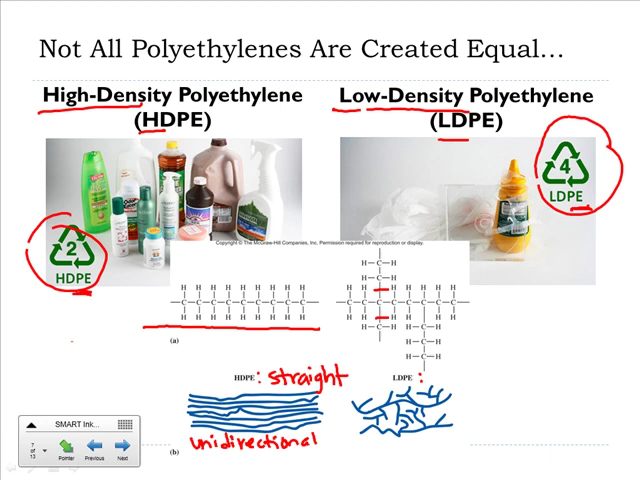 Not All Polyethylenes Are Created Equal…
High-Density Polyethylene
(HDPE)
Low-Density Polyethylene
(LDPE)
2
HDPE
4
LDPE
Copyright © The McGraw-Hill Companies, Inc. Permission required for reproduction or display.
H H H H H H H H
C C C C C C C C
H H H H H H H H
(a)
H C H
H C H
H H H H H H H
C C C C C C C C
H H H H H H
H C H
H C H
H C H
H C H
HDPE : straight
LDPE :
unidirectional
(b)
SMART Ink...
7
of
13
Pointer
Previous
Next